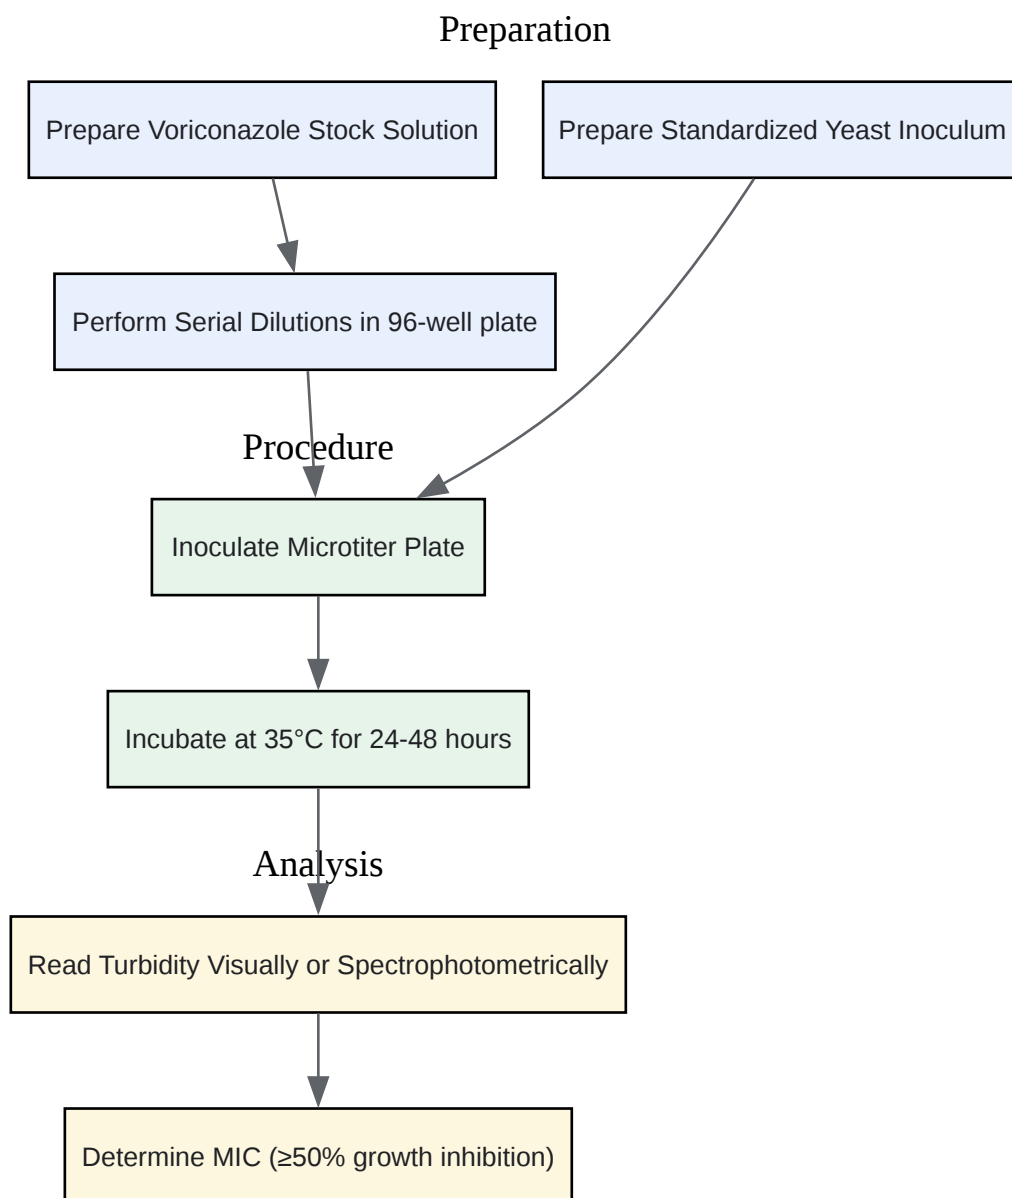 Preparation
Prepare Voriconazole Stock Solution
Prepare Standardized Yeast Inoculum
Perform Serial Dilutions in 96-well plate
Procedure
Inoculate Microtiter Plate
Incubate at 35°C for 24-48 hours
Analysis
Read Turbidity Visually or Spectrophotometrically
Determine MIC (≥50% growth inhibition)